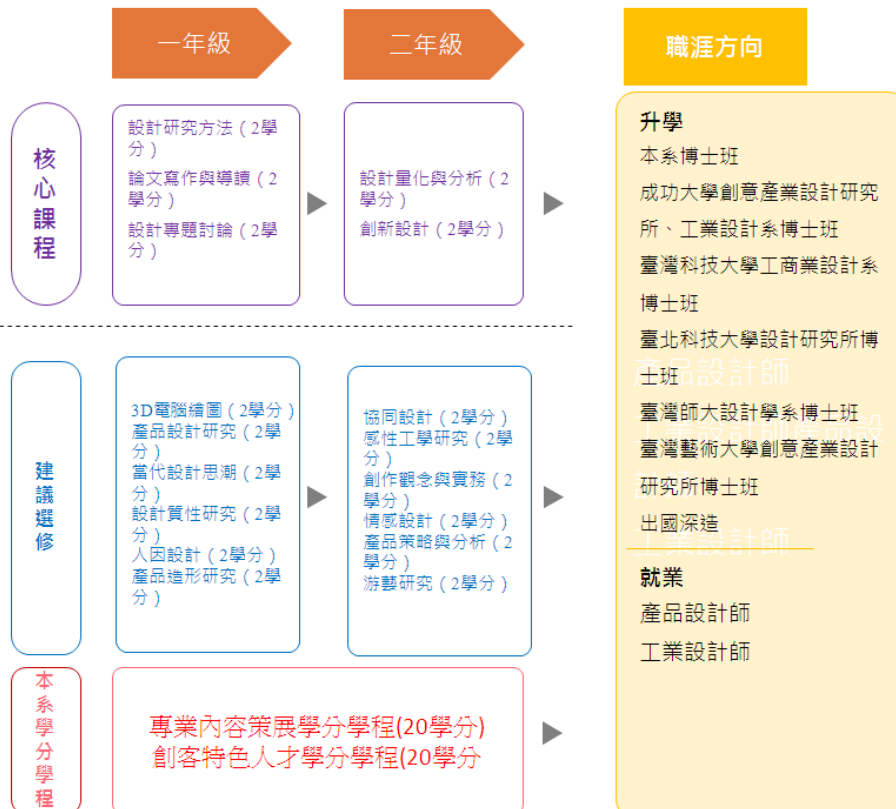 一年級
二年級
職涯方向
核
心
課
程
設計研究方法（2學
分）
論文寫作與導讀（2
學分）
設計專題討論（2學
分）
設計量化與分析（2
學分）
創新設計（2學分）
建
議
選
修
3D電腦繪圖（2學分）
產品設計研究（2學
分）
當代設計思潮（2學
分）
設計質性研究（2學
分）
人因設計（2學分）
產品造形研究（2學
分）
協同設計（2學分）
感性工學研究（2學
分）
創作觀念與實務（2
學分）
情感設計（2學分）
產品策略與分析（2
學分）
游藝研究（2學分）
本
系
學
分
學
程
專業內容策展學分學程(20學分)
創客特色人才學分學程(20學分
升學
本系博士班
成功大學創意產業設計研究
所、工業設計系博士班
臺灣科技大學工商業設計系
博士班
臺北科技大學設計研究所博
士班
臺灣師大設計學系博士班
臺灣藝術大學創意產業設計
研究所博士班
出國深造
就業
產品設計師
工業設計師
產品設計師
工業設計師